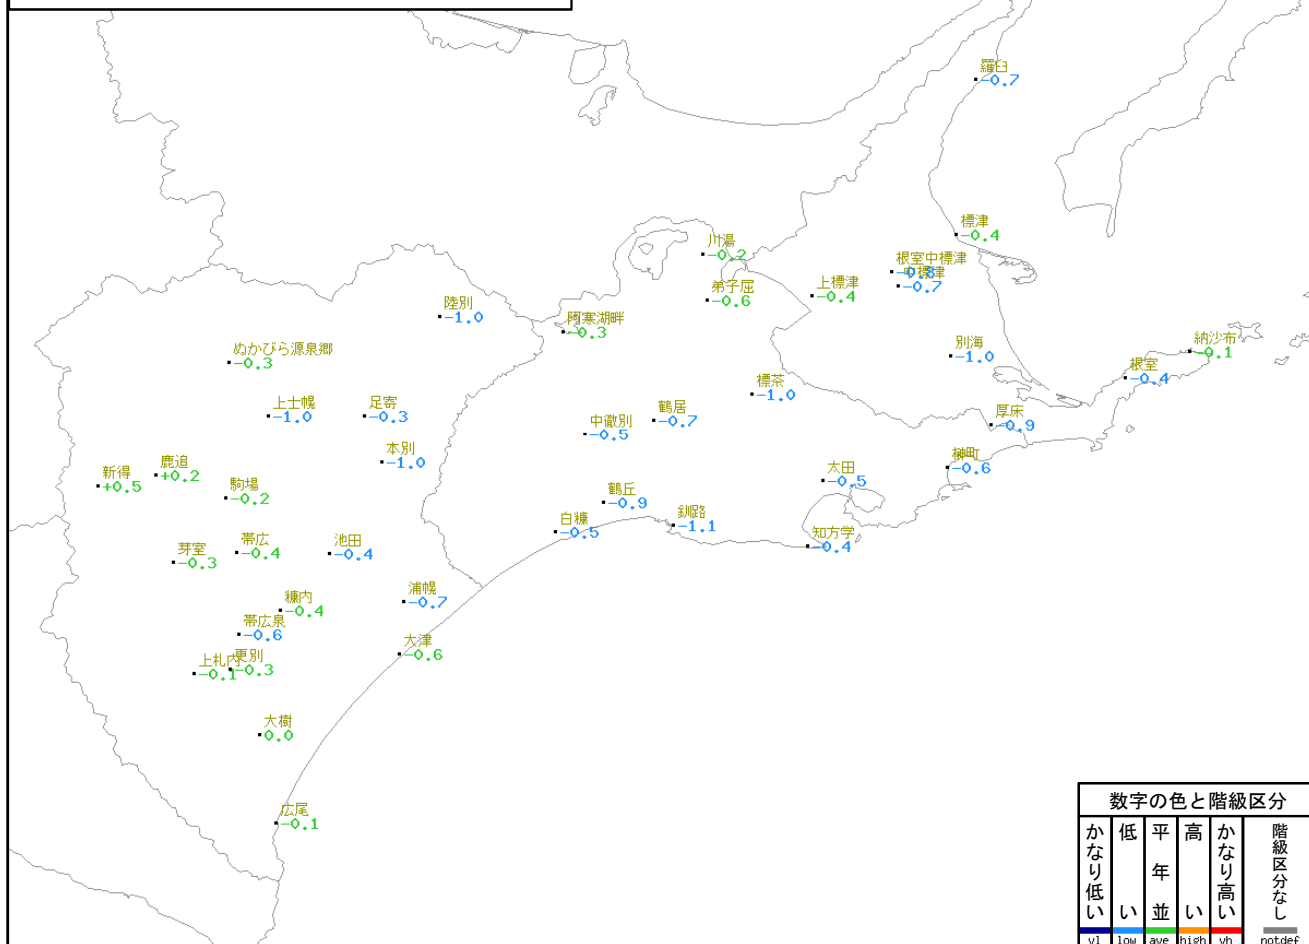 羅臼
-0.7
標津
-0.4
川湯
-0.2
根室中標津
-0.8
中標津
-0.7
弟子屈
-0.6
上標津
-0.4
陸別
-1.0
阿寒湖畔
-0.3
納沙布
-0.1
ぬかびら源泉郷
-0.3
別海
-1.0
根室
-0.4
標茶
-1.0
上士幌
-1.0
足寄
-0.3
鶴居
-0.7
中徹別
-0.5
厚床
-0.9
本別
-1.0
榊町
-0.6
鹿追
+0.2
新得
+0.5
太田
-0.5
駒場
-0.2
鶴丘
-0.9
白糠
-0.5
釧路
-1.1
知方学
-0.4
帯広
-0.4
池田
-0.4
芽室
-0.3
浦幌
-0.7
糠内
-0.4
帯広泉
-0.6
大津
-0.6
上札内
-0.1
更別
-0.3
大樹
0.0
広尾
-0.1
数字の色と階級区分
かなり低い
低い
平年並
高い
かなり高い
階級区分なし
vl low ave high vh notdef